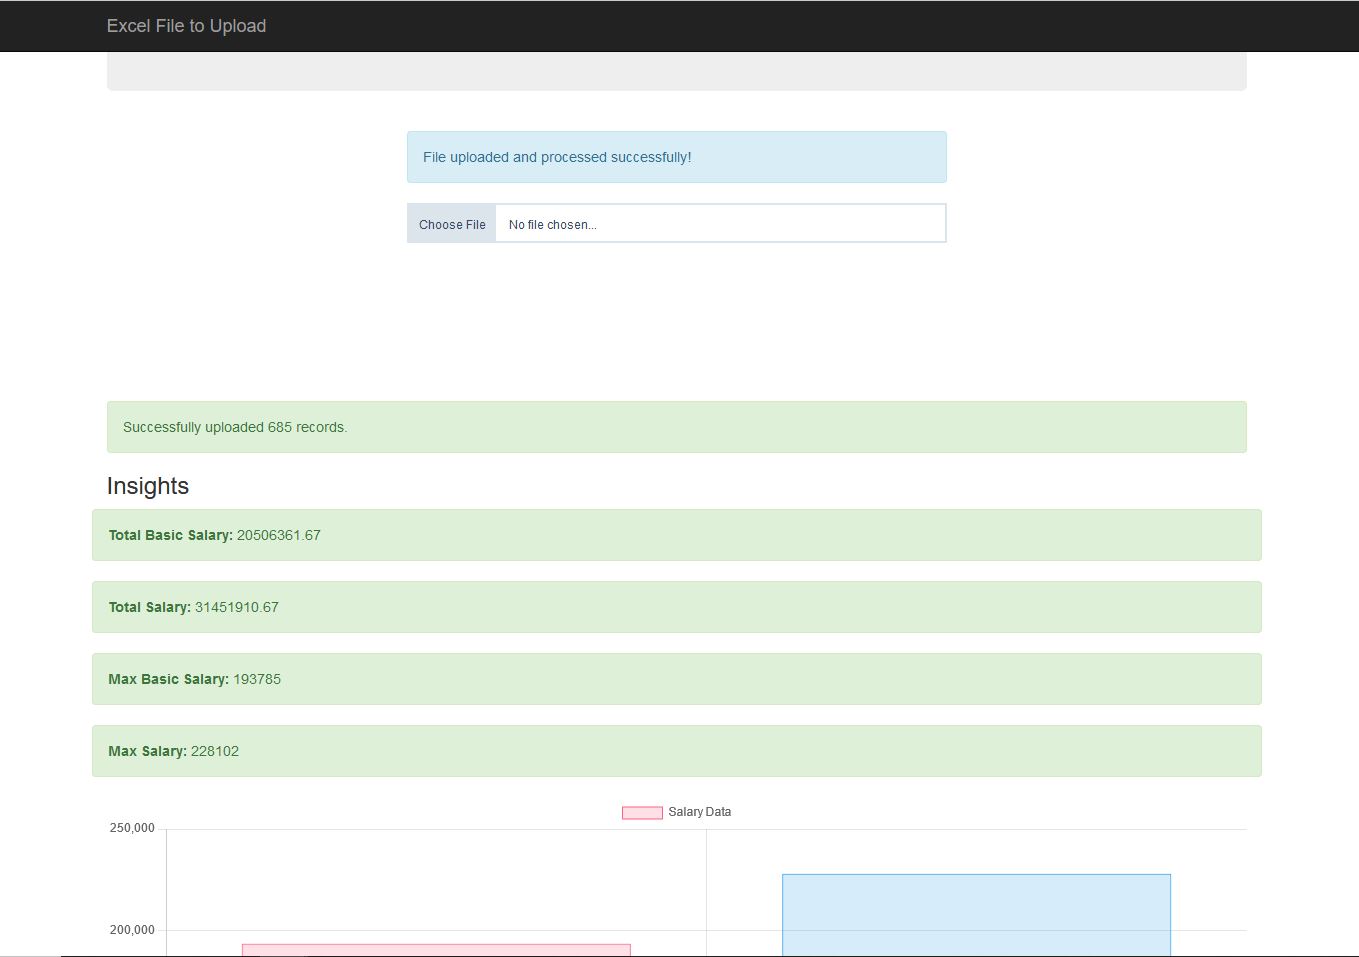 Excel File to Upload
File uploaded and processed successfully!
Choose File No file chosen...
Successfully uploaded 685 records.
Insights
Total Basic Salary: 20506361.67
Total Salary: 31451910.67
Max Basic Salary: 193785
Max Salary: 228102
Salary Data
250,000
200,000